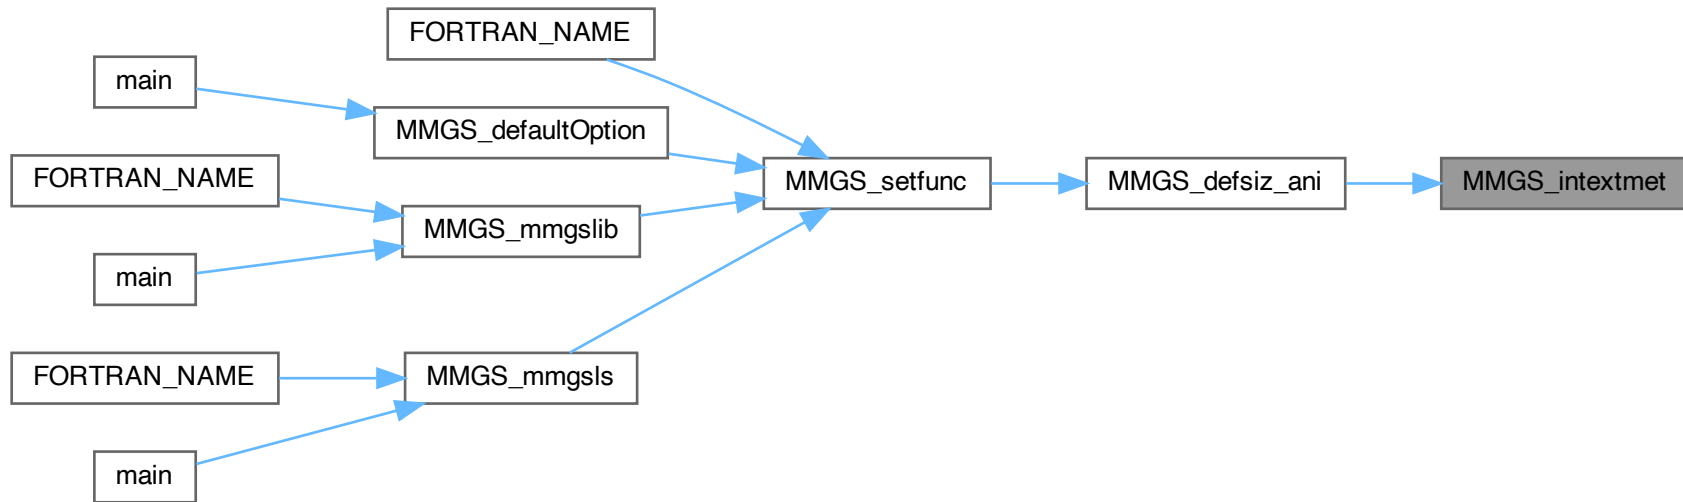 FORTRAN_NAME
main
MMGS_defaultOption
FORTRAN_NAME
MMGS_setfunc
MMGS_defsiz_ani
MMGS_intextmet
MMGS_mmgslib
main
FORTRAN_NAME
MMGS_mmgsls
main